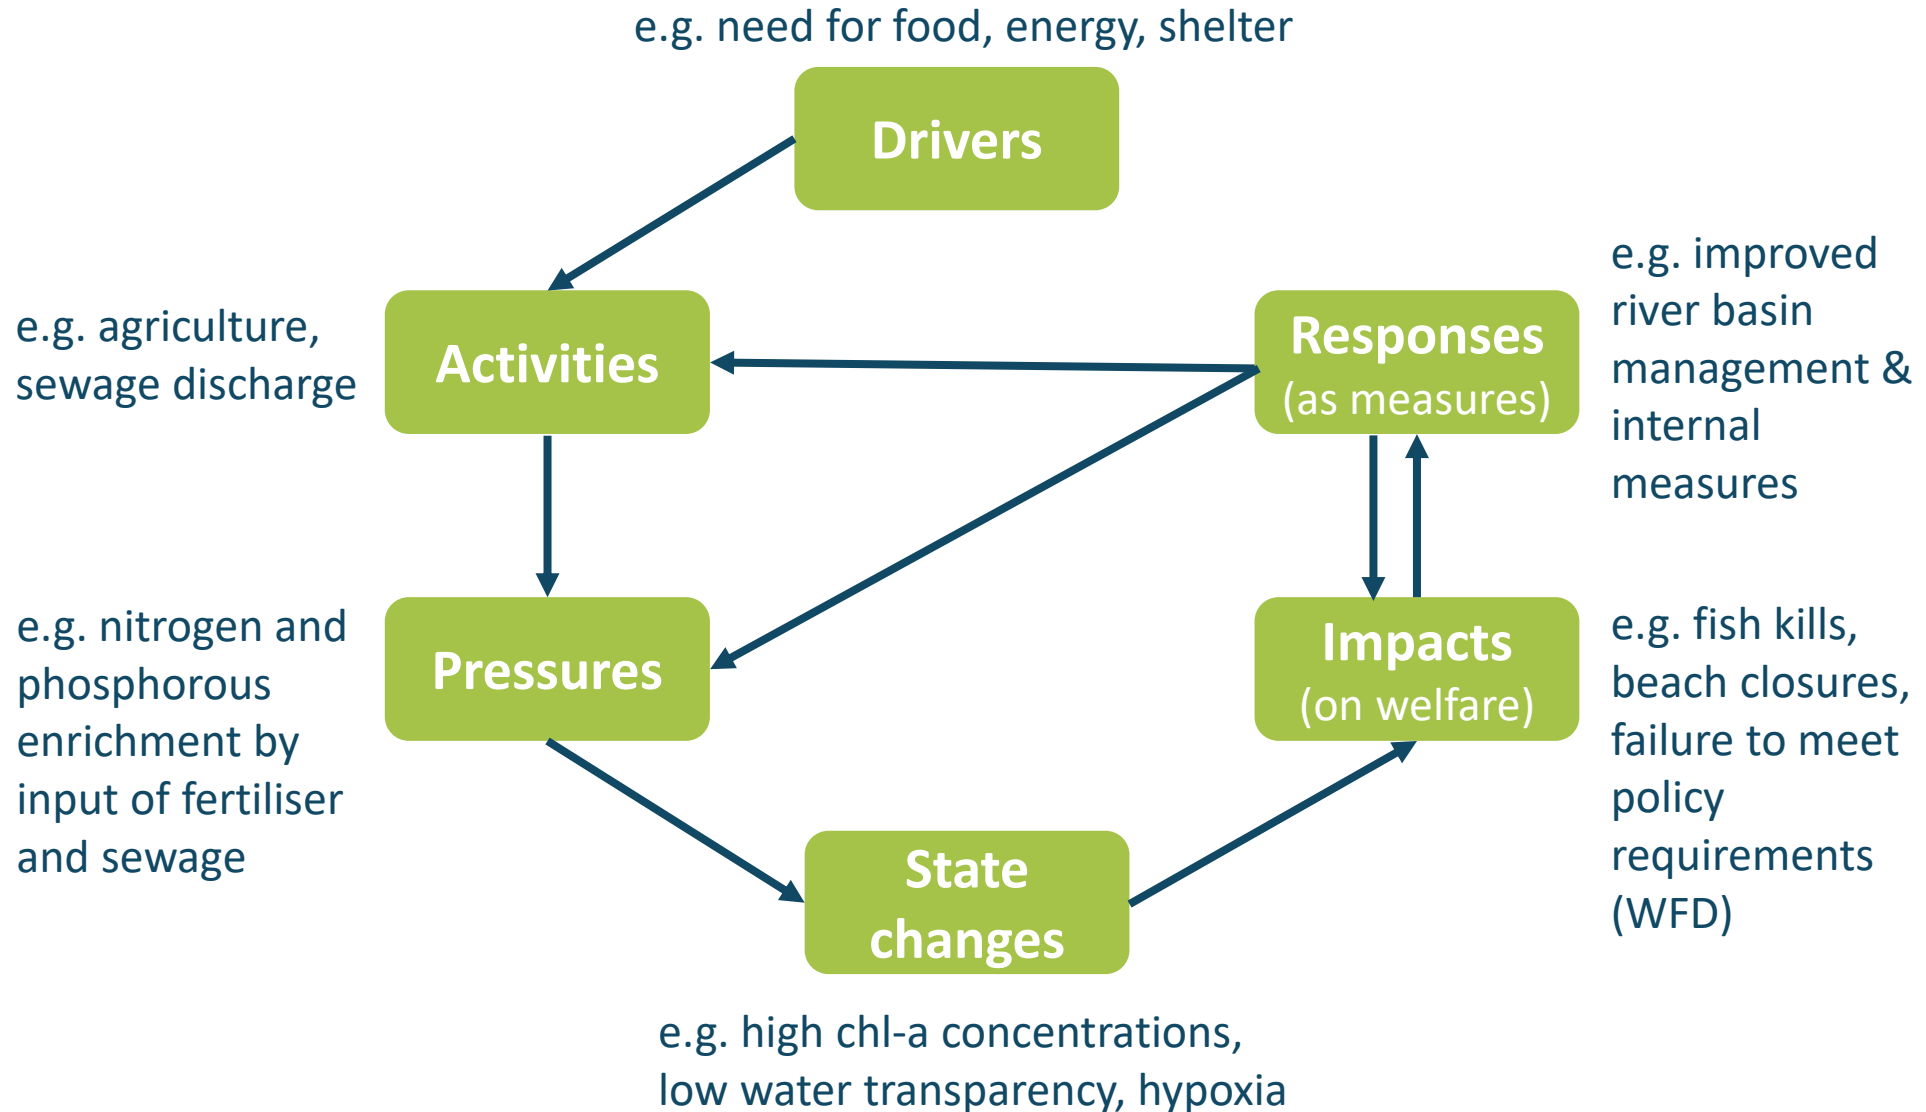 e.g. need for food, energy, shelter
Drivers
e.g. agriculture,
sewage discharge
Activities
Responses
(as measures)
e.g. improved
river basin
management &
internal
measures
e.g. nitrogen and
phosphorous
enrichment by
input of fertiliser
and sewage
Pressures
Impacts
(on welfare)
e.g. fish kills,
beach closures,
failure to meet
policy
requirements
(WFD)
State
changes
e.g. high chl-a concentrations,
low water transparency, hypoxia